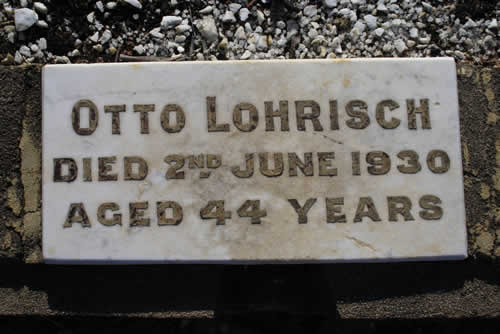 OTTO LOHRISCH
DIED 2ND JUNE 1930
AGED 44 YEARS